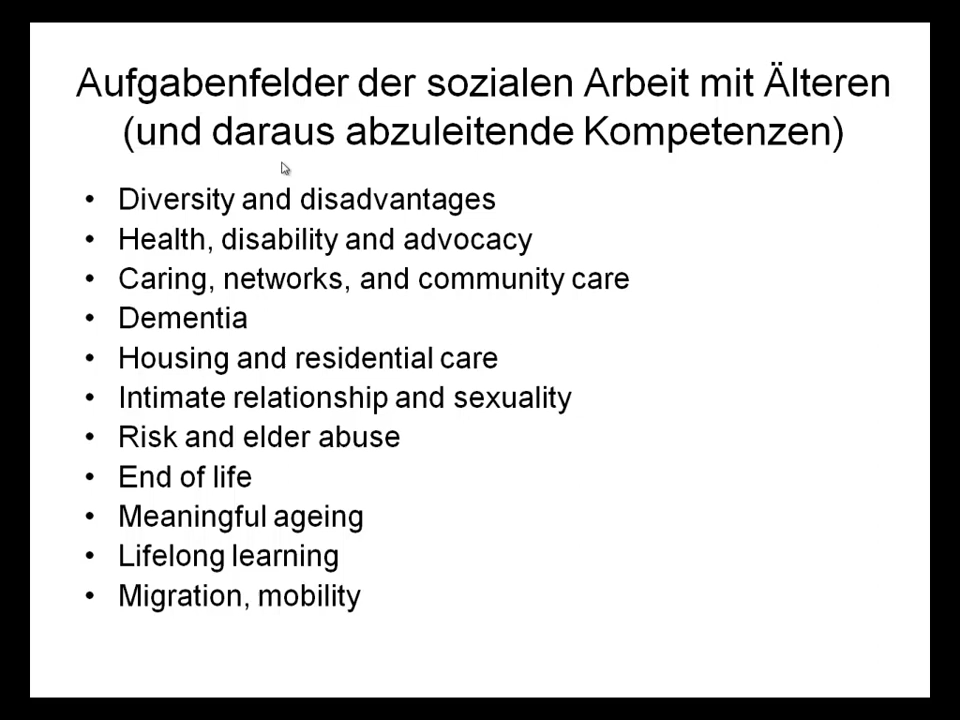 Aufgabenfelder der sozialen Arbeit mit Älteren
(und daraus abzuleitende Kompetenzen)
• Diversity and disadvantages
• Health, disability and advocacy
• Caring, networks, and community care
• Dementia
• Housing and residential care
• Intimate relationship and sexuality
• Risk and elder abuse
• End of life
• Meaningful ageing
• Lifelong learning
• Migration, mobility